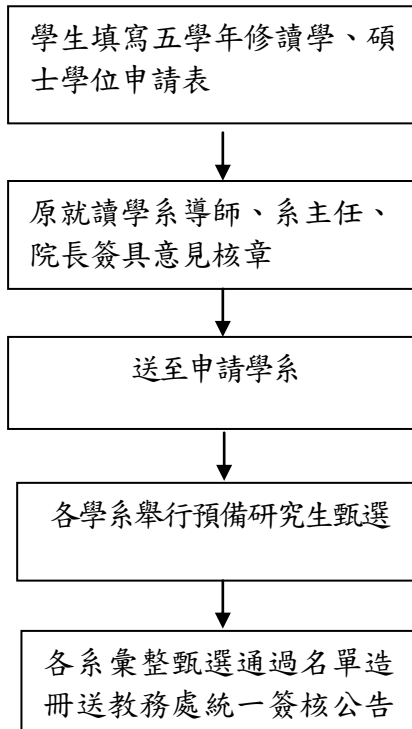 學生填寫五學年修讀學、碩
士學位申請表
原就讀學系導師、系主任、
院長簽具意見核章
送至申請學系
各學系舉行預備研究生甄選
各系彙整甄選通過名單造
冊送教務處統一簽核公告